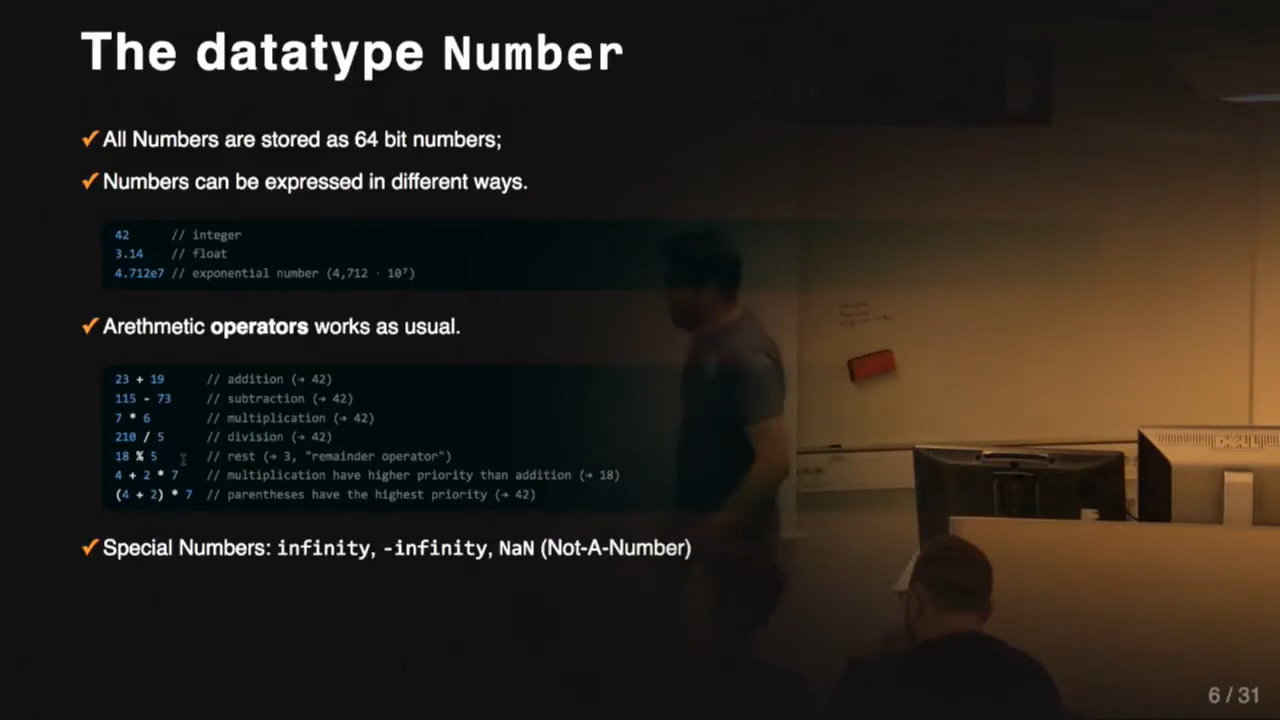 The datatype Number
✔ All Numbers are stored as 64 bit numbers;
✔ Numbers can be expressed in different ways.
42 // integer
3.14 // float
4.712e7 // exponential number (4,712 · 10⁷)
✔ Arethmetic operators works as usual.
23 + 19 // addition (→ 42)
115 - 73 // subtraction (→ 42)
7 * 6 // multiplication (→ 42)
210 / 5 // division (→ 42)
18 % 5 // rest (→ 3, "remainder operator")
4 + 2 * 7 // multiplication have higher priority than addition (→ 18)
(4 + 2) * 7 // parentheses have the highest priority (→ 42)
✔ Special Numbers: infinity, -infinity, NaN (Not-A-Number)
DELL
6 / 31